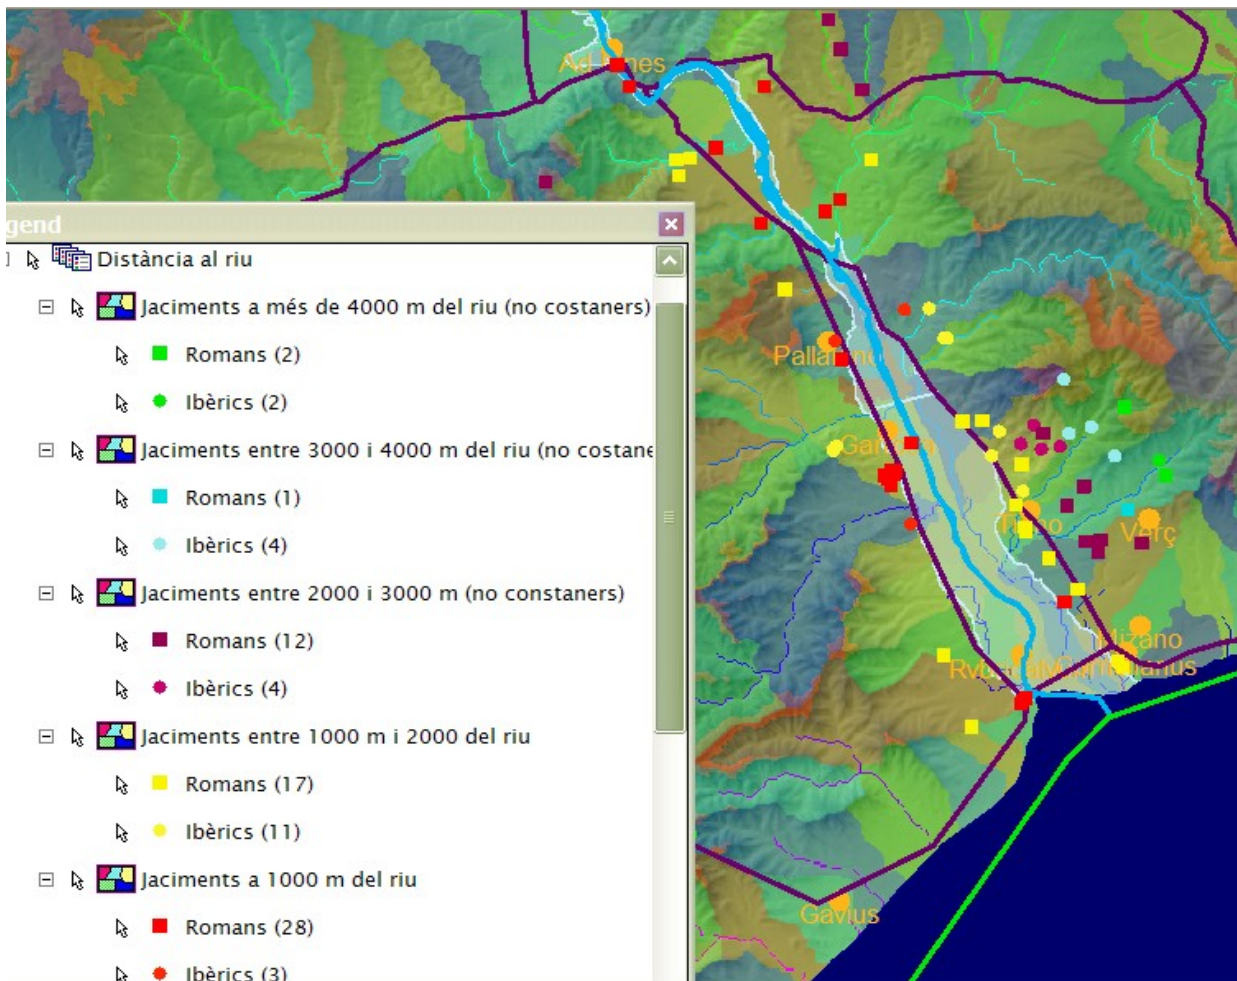 gend
Distància al riu
Jaciments a més de 4000 m del riu (no costaners)
Romans (2)
Ibèrics (2)
Jaciments entre 3000 i 4000 m del riu (no costane
Romans (1)
Ibèrics (4)
Jaciments entre 2000 i 3000 m (no constaners)
Romans (12)
Ibèrics (4)
Jaciments entre 1000 m i 2000 del riu
Romans (17)
Ibèrics (11)
Jaciments a 1000 m del riu
Romans (28)
Ibèrics (3)
Verç
Mizano
Gavius